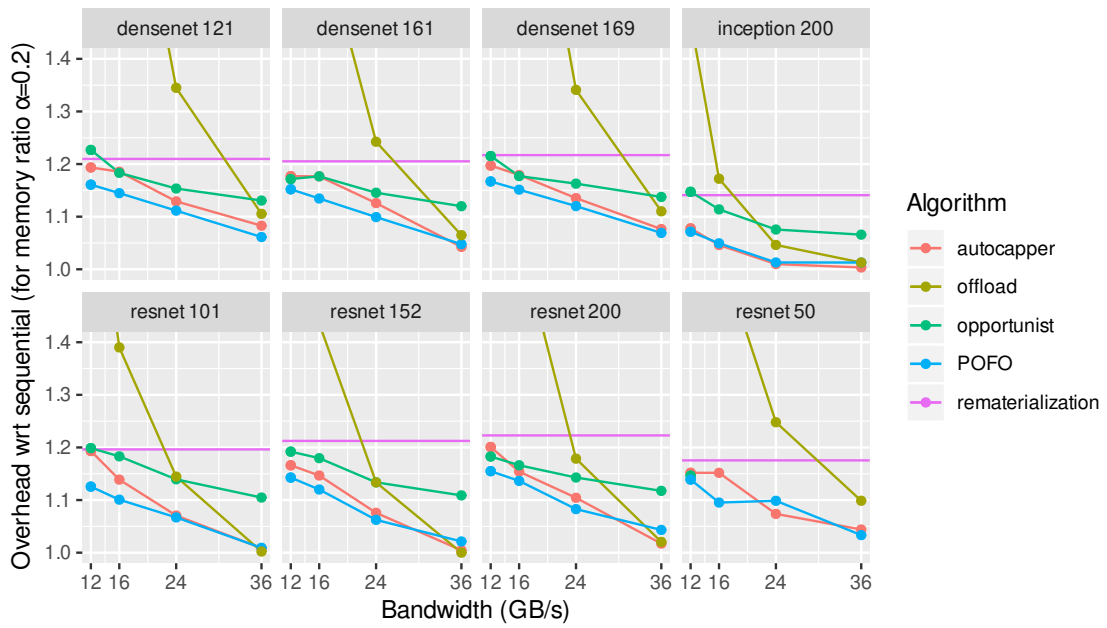 densenet 121
densenet 161
densenet 169
inception 200
1.4
1.3
1.2
1.1
1.0
resnet 101
resnet 152
resnet 200
resnet 50
1.4
1.3
1.2
1.1
1.0
12 16 24 36
12 16 24 36
12 16 24 36
12 16 24 36
Bandwidth (GB/s)
Overhead wrt sequential (for memory ratio α=0.2)
Algorithm
autocapper
offload
opportunist
POFO
rematerialization